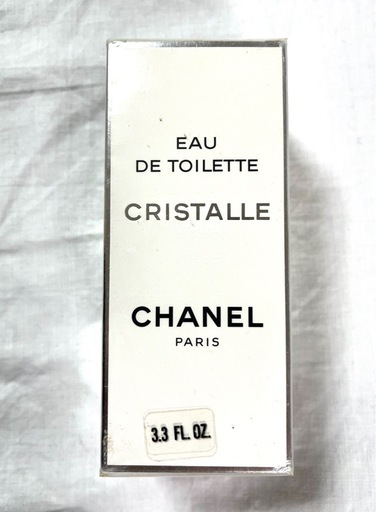 EAU
DE TOILETTE
CRISTALLE
CHANEL
PARIS
3.3 FL. OZ.